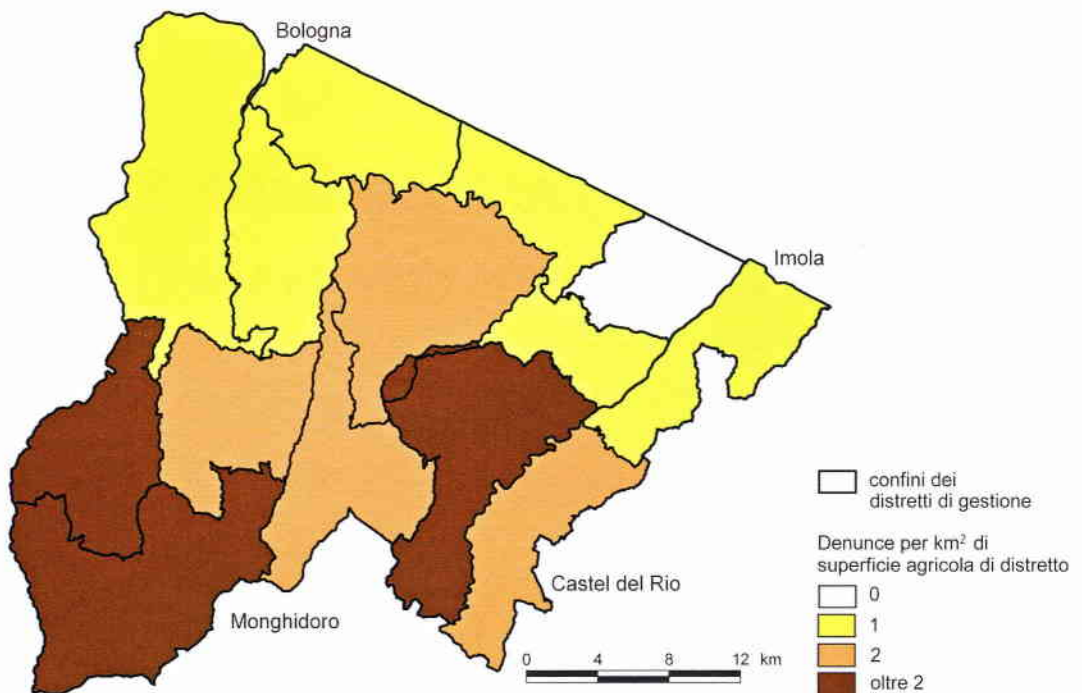 Bologna
Imola
Castel del Rio
Monghidoro
confini dei
distretti di gestione
Denunce per km² di
superficie agricola di distretto
0
1
2
oltre 2
0 4 8 12 km